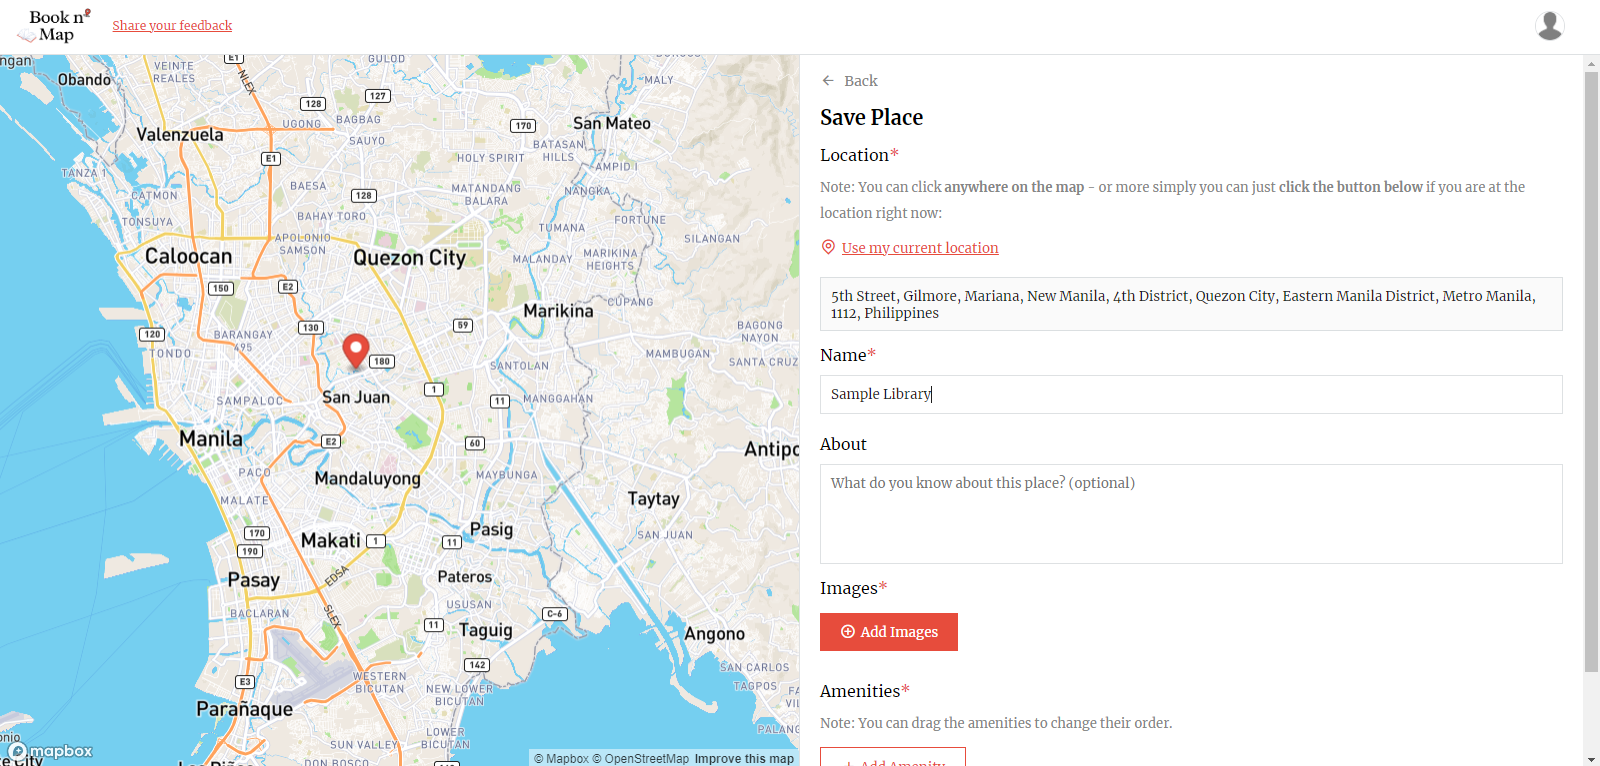 Book n'
Map
Share your feedback
Back
Save Place
Location*
Note: You can click anywhere on the map - or more simply you can just click the button below if you are at the
location right now:
Use my current location
5th Street, Gilmore, Mariana, New Manila, 4th District, Quezon City, Eastern Manila District, Metro Manila,
1112, Philippines
Name*
Sample Library
About
What do you know about this place? (optional)
Images*
Add Images
Amenities*
Note: You can drag the amenities to change their order.
+ Add Amenity
ngan
Obando
VEINTE
REALES
E1
NLEX
GULOD
MALY
128
127
UGONG
BAGBAG
170
San Mateo
Valenzuela
SAUYO
BATASAN
HILLS
E1
HOLY SPIRIT
AMPID I
TANZA 1
BAESA
MATANDANG
BALARA
NANGKA
CATMON
128
TONSUYA
BAHAY TORO
FORTUNE
TUMANA
APOLONIO
SAMSON
SILANGAN
Caloocan
Quezon City
MALANDAY
MARIKINA
HEIGHTS
150
E2
CUPANG
Marikina
120
130
59
BARANGAY
495
BAGONG
NAYON
TONDO
180
MAMBUGAN
SANTA CRUZ
SANTOLAN
1
San Juan
SAMPALOC
11
MANGGAHAN
Manila
E2
60
Antipo
PACO
Mandaluyong
MAYBUNGA
MALATE
Taytay
170
Pasig
SAN JUAN
190
Makati
1
11
Pasay
EDSA
Pateros
BACLARAN
SLEX
USUSAN
C-6
11
Taguig
Angono
142
SAN CARLOS
E3
WESTERN
BICUTAN
NEW LOWER
BICUTAN
TAGPOS
Parañaque
LOWER
BICUTAN
PALANG
SUN VALLEY
DON BOSCO
144
Las Piñas
onio
te City
mapbox
© Mapbox © OpenStreetMap Improve this map